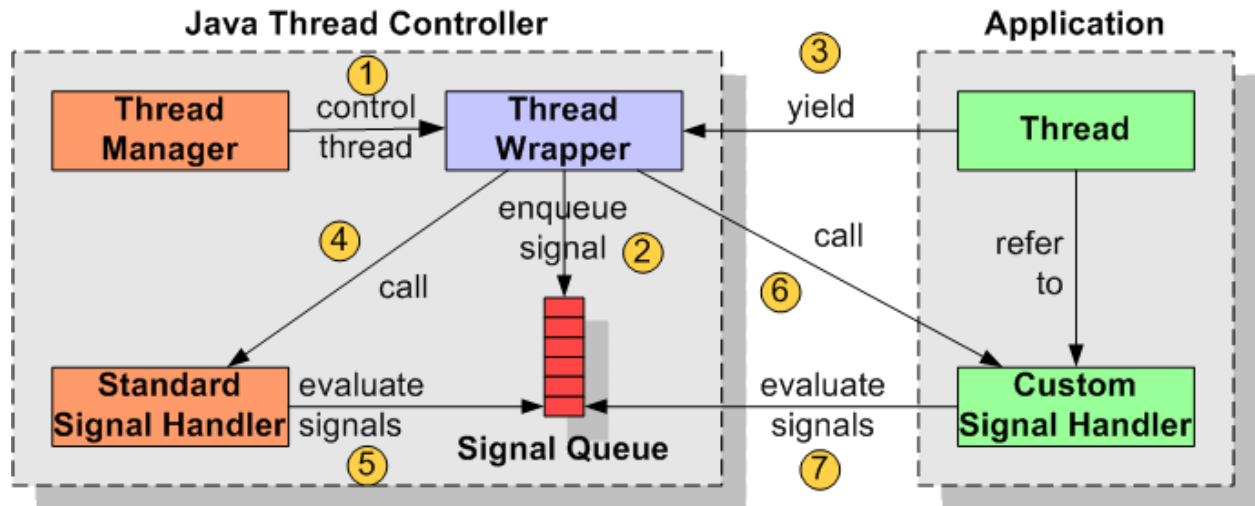 Java Thread Controller
Application
1
3
Thread
Manager
control
thread
Thread
Wrapper
yield
Thread
4
call
enqueue
signal
2
call
6
refer
to
Standard
Signal Handler
evaluate
signals
5
Signal Queue
evaluate
signals
7
Custom
Signal Handler